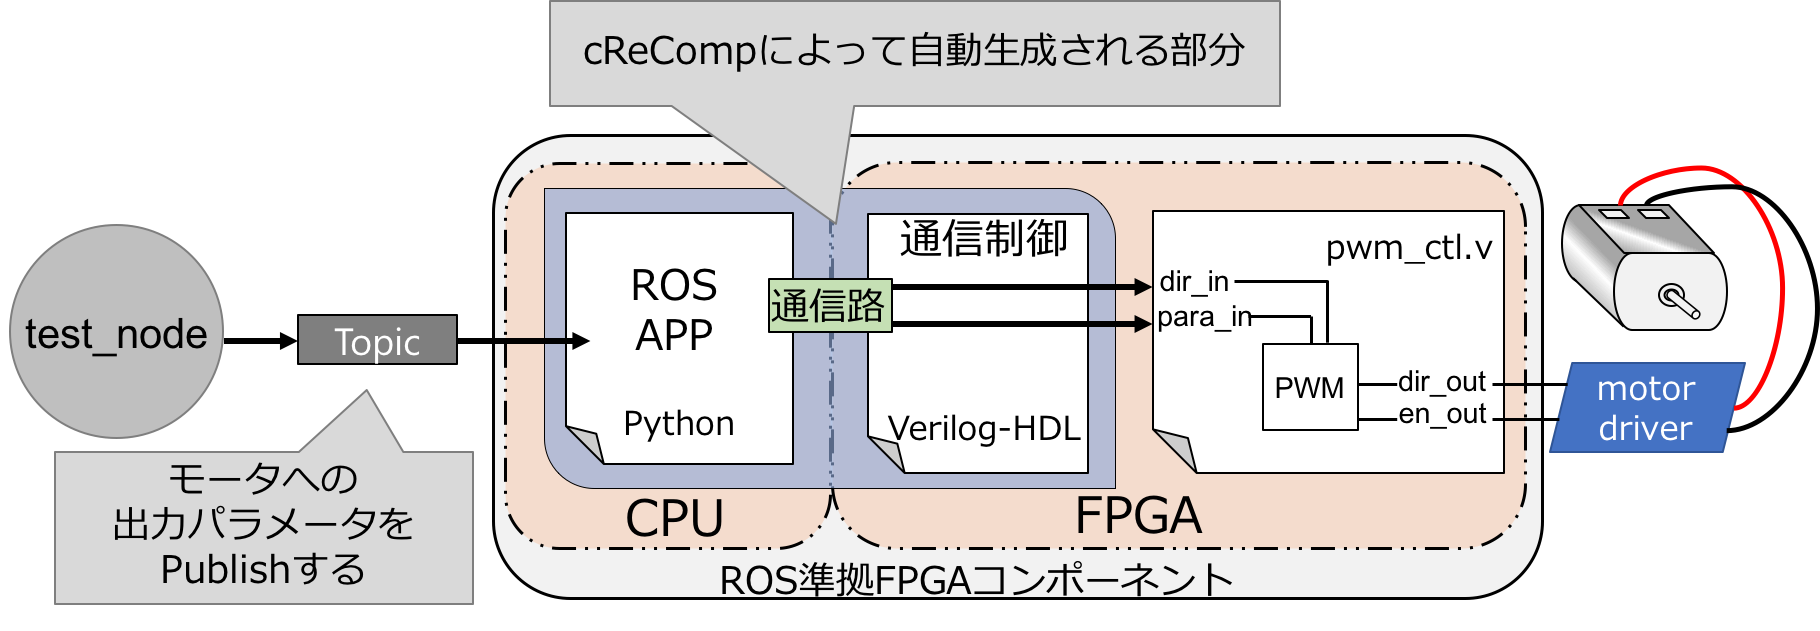 cReCompによって自動生成される部分
test_node
Topic
モータへの
出力パラメータを
Publishする
ROS
APP
Python
CPU
通信路
通信制御
Verilog-HDL
FPGA
pwm_ctl.v
dir_in
para_in
PWM
dir_out
en_out
motor
driver
ROS準拠FPGAコンポーネント